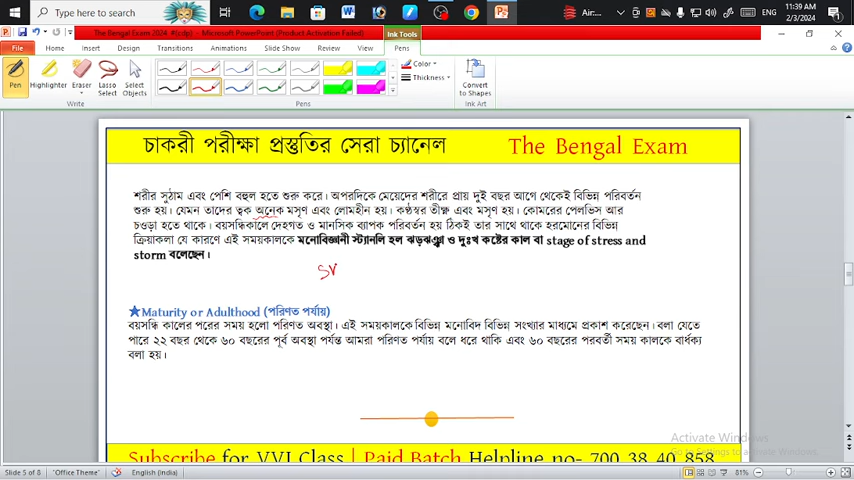 Type here to search
Air:...
ENG
11:39 AM
2/3/2024
The Bengal Exam 2024_#(cdp) - Microsoft PowerPoint (Product Activation Failed)
Ink Tools
File Home Insert Design Transitions Animations Slide Show Review View Pens
Pen Highlighter Eraser Lasso Select Select Objects
Color
Thickness
Convert to Shapes
Pens
Ink Art
চাকরী পরীক্ষা প্রস্তুতির সেরা চ্যানেল The Bengal Exam
শরীর সুঠাম এবং পেশি বহুল হতে শুরু করে। অপরদিকে মেয়েদের শরীরে প্রায় দুই বছর আগে থেকেই বিভিন্ন পরিবর্তন
শুরু হয়। যেমন তাদের ত্বক অনেক মসৃণ এবং লোমহীন হয়। কণ্ঠস্বর তীক্ষ্ণ এবং মসৃণ হয়। কোমরের পেলভিস আর
চওড়া হতে থাকে। বয়সন্ধিকালে দেহগত ও মানসিক ব্যাপক পরিবর্তন হয় ঠিকই তার সাথে থাকে হরমোনের বিভিন্ন
ক্রিয়াকলা যে কারণে এই সময়কালকে মনোবিজ্ঞানী স্ট্যানলি হল ঝড়ঝঞ্ঝা ও দুঃখ কষ্টের কাল বা stage of stress and
storm বলেছেন।
★Maturity or Adulthood (পরিণত পর্যায়)
বয়সন্ধি কালের পরের সময় হলো পরিণত অবস্থা। এই সময়কালকে বিভিন্ন মনোবিদ বিভিন্ন সংখ্যার মাধ্যমে প্রকাশ করেছেন। বলা যেতে
পারে ২২ বছর থেকে ৬০ বছরের পূর্ব অবস্থা পর্যন্ত আমরা পরিণত পর্যায় বলে ধরে থাকি এবং ৬০ বছরের পরবর্তী সময় কালকে বার্ধক্য
বলা হয়।
Activate Windows
Go to Settings to activate Windows.
Subscribe for VVI Class | Paid Batch Helpline no- 700 38 40 858
Slide 5 of 8 "Office Theme" English (India) 81%